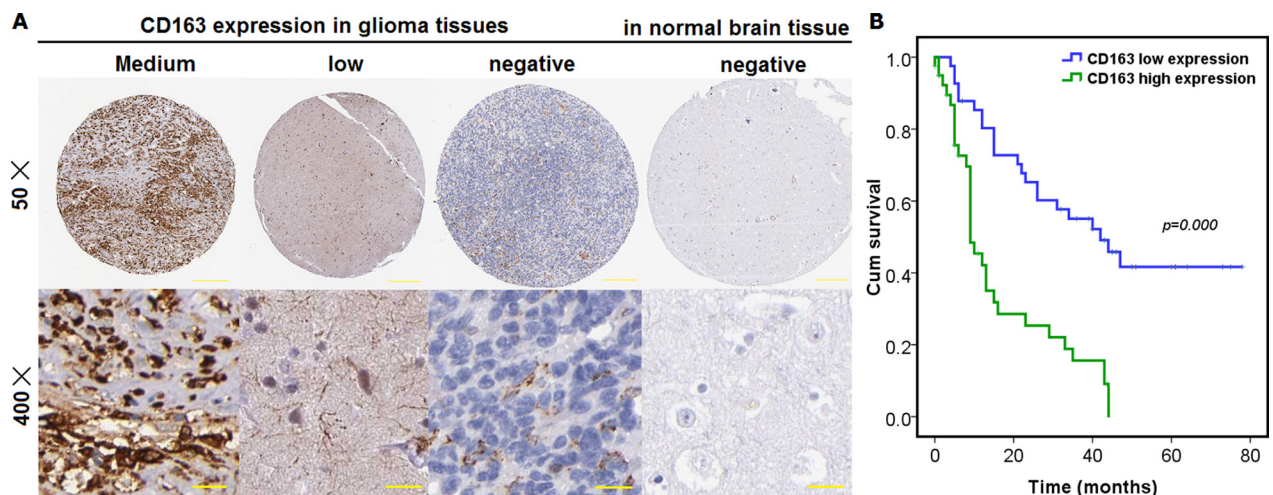 A
CD163 expression in glioma tissues
in normal brain tissue
Medium
low
negative
negative
50 ×
400 ×
B
CD163 low expression
CD163 high expression
p=0.000
Cum survival
1.0
0.8
0.6
0.4
0.2
0.0
0
20
40
60
80
Time (months)